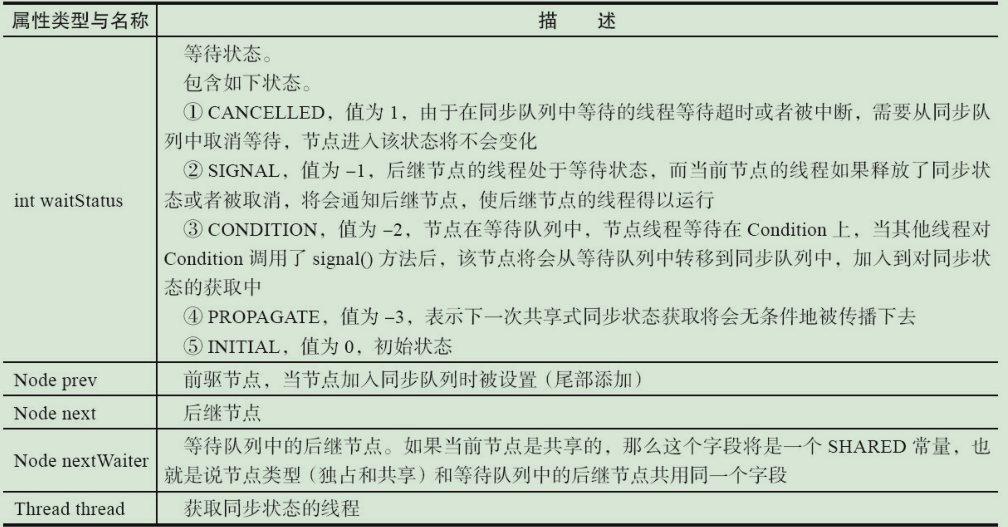 属性类型与名称
描 述
等待状态。
包含如下状态。
① CANCELLED，值为 1，由于在同步队列中等待的线程等待超时或者被中断，需要从同步队
列中取消等待，节点进入该状态将不会变化
② SIGNAL，值为 –1，后继节点的线程处于等待状态，而当前节点的线程如果释放了同步状
态或者被取消，将会通知后继节点，使后继节点的线程得以运行
int waitStatus
③ CONDITION，值为 –2，节点在等待队列中，节点线程等待在 Condition 上，当其他线程对
Condition 调用了 signal() 方法后，该节点将会从等待队列中转移到同步队列中，加入到对同步状
态的获取中
④ PROPAGATE，值为 –3，表示下一次共享式同步状态获取将会无条件地被传播下去
⑤ INITIAL，值为 0，初始状态
Node prev
前驱节点，当节点加入同步队列时被设置（尾部添加）
Node next
后继节点
Node nextWaiter
等待队列中的后继节点。如果当前节点是共享的，那么这个字段将是一个 SHARED 常量，也
就是说节点类型（独占和共享）和等待队列中的后继节点共用同一个字段
Thread thread
获取同步状态的线程